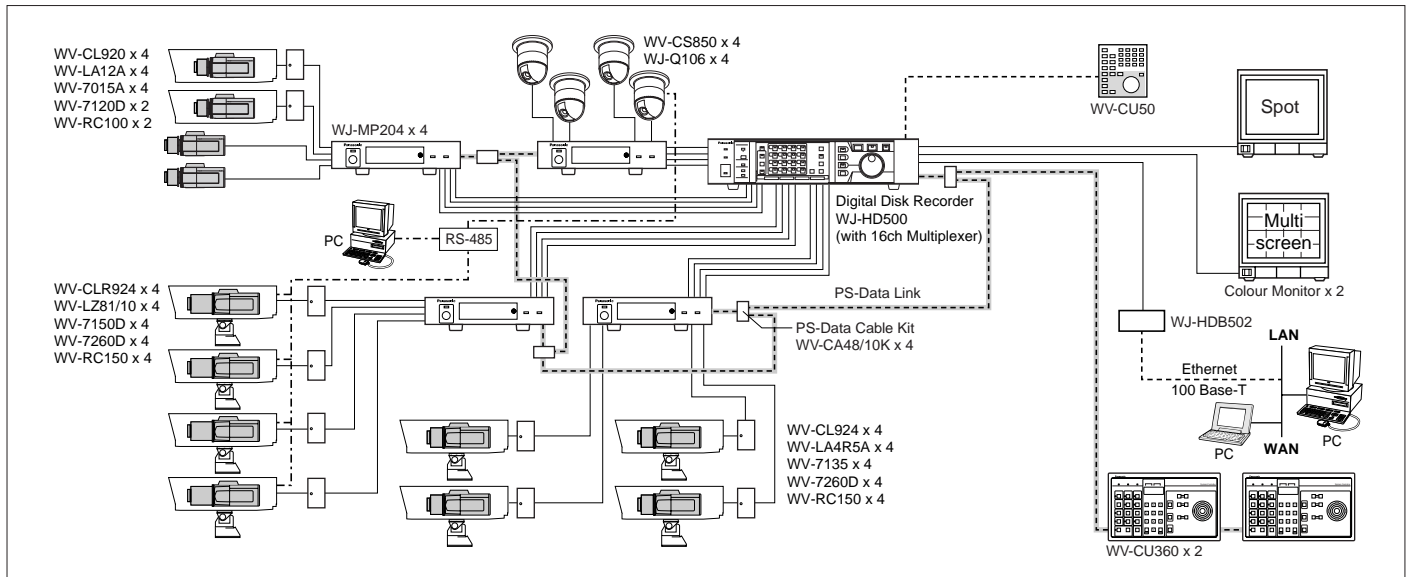 WV-CL920 x 4
WV-LA12A x 4
WV-7015A x 4
WV-7120D x 2
WV-RC100 x 2
WJ-MP204 x 4
WV-CS850 x 4
WJ-Q106 x 4
WV-CU50
Spot
Panasonic
Panasonic
Digital Disk Recorder
WJ-HD500
(with 16ch Multiplexer)
Multi
screen
Colour Monitor x 2
PC
RS-485
WV-CLR924 x 4
WV-LZ81/10 x 4
WV-7150D x 4
WV-7260D x 4
WV-RC150 x 4
Panasonic
Panasonic
PS-Data Link
PS-Data Cable Kit
WV-CA48/10K x 4
WJ-HDB502
LAN
Ethernet
100 Base-T
PC
WAN
PC
WV-CL924 x 4
WV-LA4R5A x 4
WV-7135 x 4
WV-7260D x 4
WV-RC150 x 4
WV-CU360 x 2